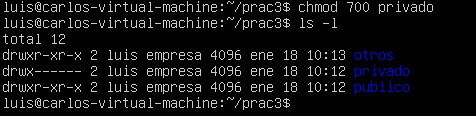 luis@carlos-virtual-machine:~/prac3$ chmod 700 privado
luis@carlos-virtual-machine:~/prac3$ ls -l
total 12
drwxr-xr-x 2 luis empresa 4096 ene 18 10:13 otros
drwx------ 2 luis empresa 4096 ene 18 10:12 privado
drwxr-xr-x 2 luis empresa 4096 ene 18 10:12 publico
luis@carlos-virtual-machine:~/prac3$